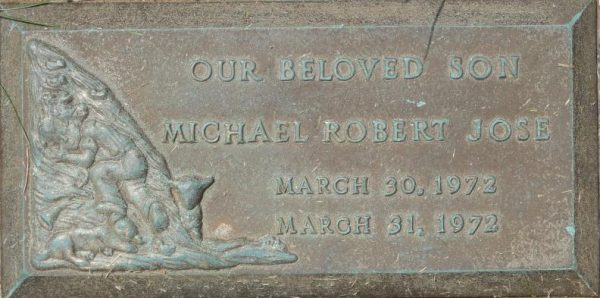 OUR BELOVED SON
MICHAEL ROBERT JOSE
MARCH 30, 1972
MARCH 31, 1972